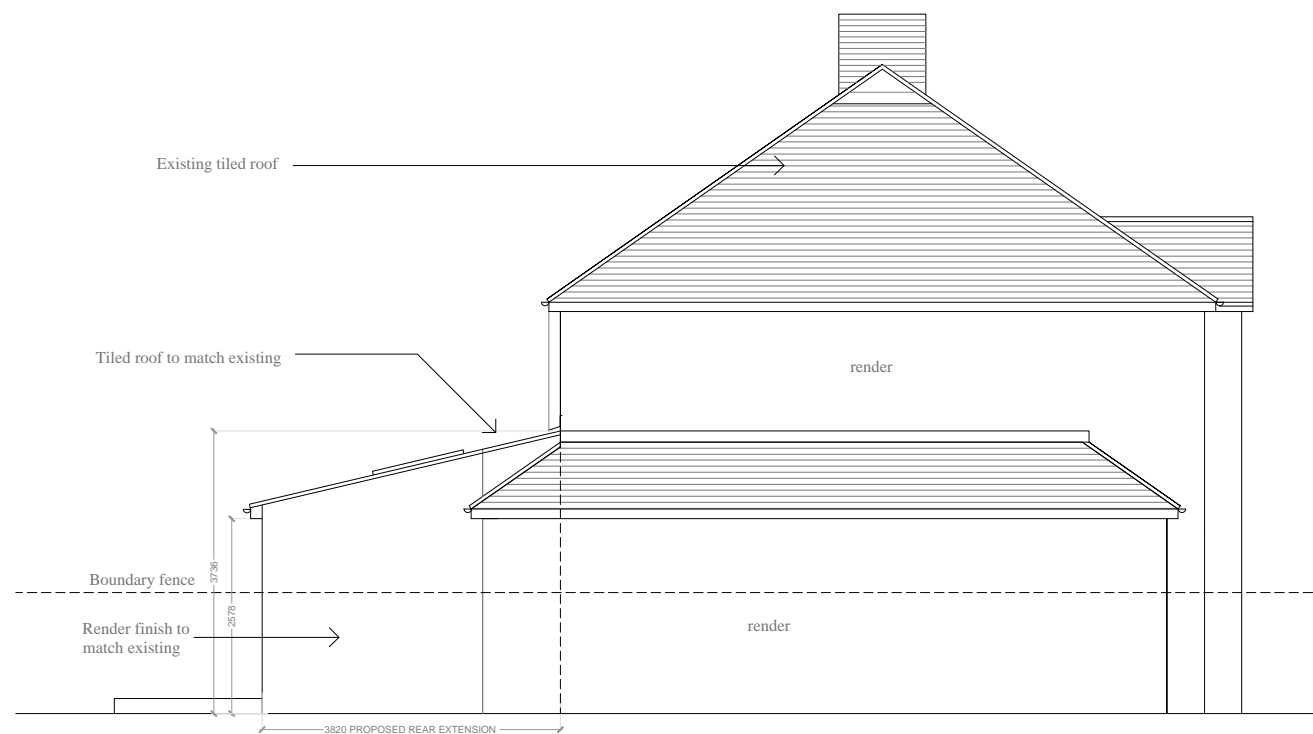 Existing tiled roof
Tiled roof to match existing
render
3736
Boundary fence
2578
Render finish to
match existing
render
3820 PROPOSED REAR EXTENSION